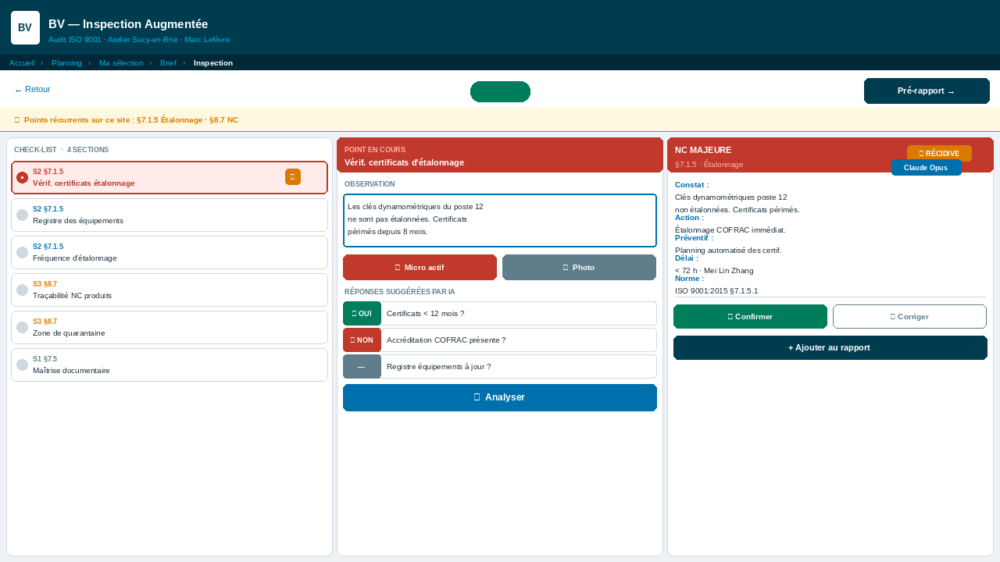 BV
BV — Inspection Augmentée
Audit ISO 9001 · Atelier Sucy-en-Brie · Marc Lefèvre
Accueil › Planning › Ma sélection › Brief › Inspection
← Retour
Pré-rapport →
Points récurrents sur ce site : §7.1.5 Étalonnage · §8.7 NC
CHECK-LIST · 4 SECTIONS
S2 §7.1.5
Vérif. certificats étalonnage
S2 §7.1.5
Registre des équipements
S2 §7.1.5
Fréquence d'étalonnage
S3 §8.7
Traçabilité NC produits
S3 §8.7
Zone de quarantaine
S1 §7.5
Maîtrise documentaire
POINT EN COURS
Vérif. certificats d'étalonnage
OBSERVATION
Les clés dynamométriques du poste 12
ne sont pas étalonnées. Certificats
périmés depuis 8 mois.
Micro actif
Photo
RÉPONSES SUGGÉRÉES PAR IA
OUI Certificats < 12 mois ?
NON Accréditation COFRAC présente ?
— Registre équipements à jour ?
Analyser
NC MAJEURE
RÉCIDIVE
§7.1.5 · Étalonnage
Claude Opus
Constat :
Clés dynamométriques poste 12
non étalonnées. Certificats périmés.
Action :
Étalonnage COFRAC immédiat.
Préventif :
Planning automatisé des certif.
Délai :
< 72 h · Mei Lin Zhang
Norme :
ISO 9001:2015 §7.1.5.1
Confirmer
Corriger
+ Ajouter au rapport